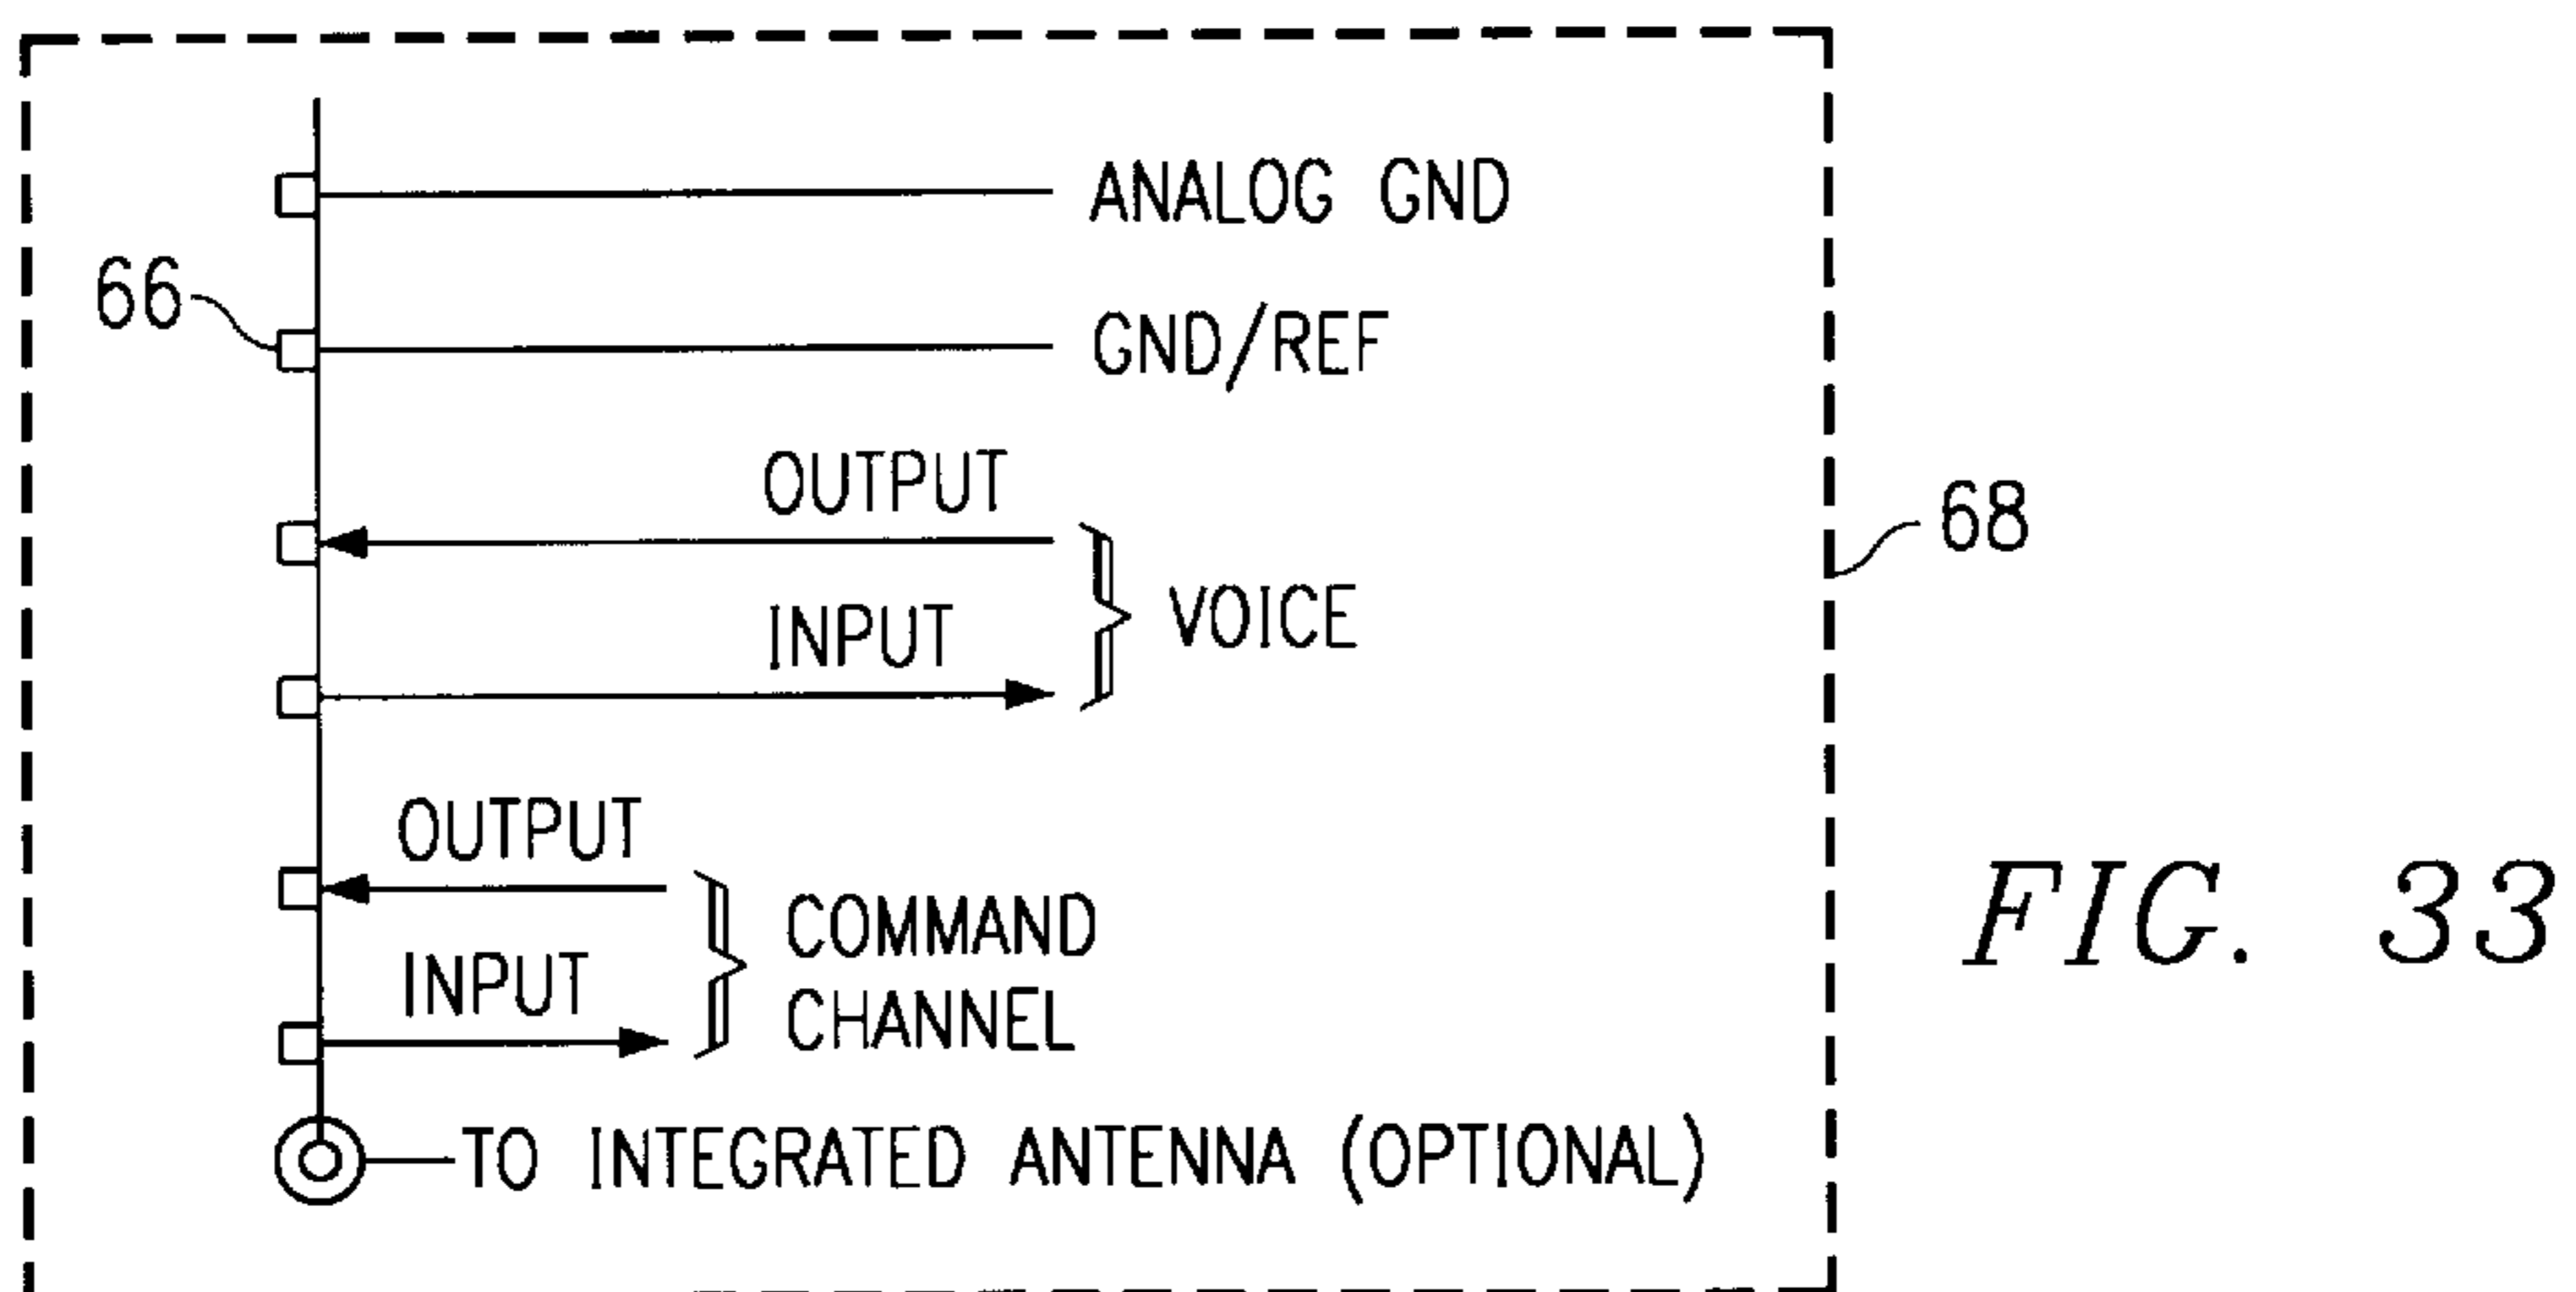 ANALOG GND
66
GND/REF
OUTPUT
68
INPUT
VOICE
OUTPUT
COMMAND
CHANNEL
INPUT
TO INTEGRATED ANTENNA (OPTIONAL)
FIG. 33